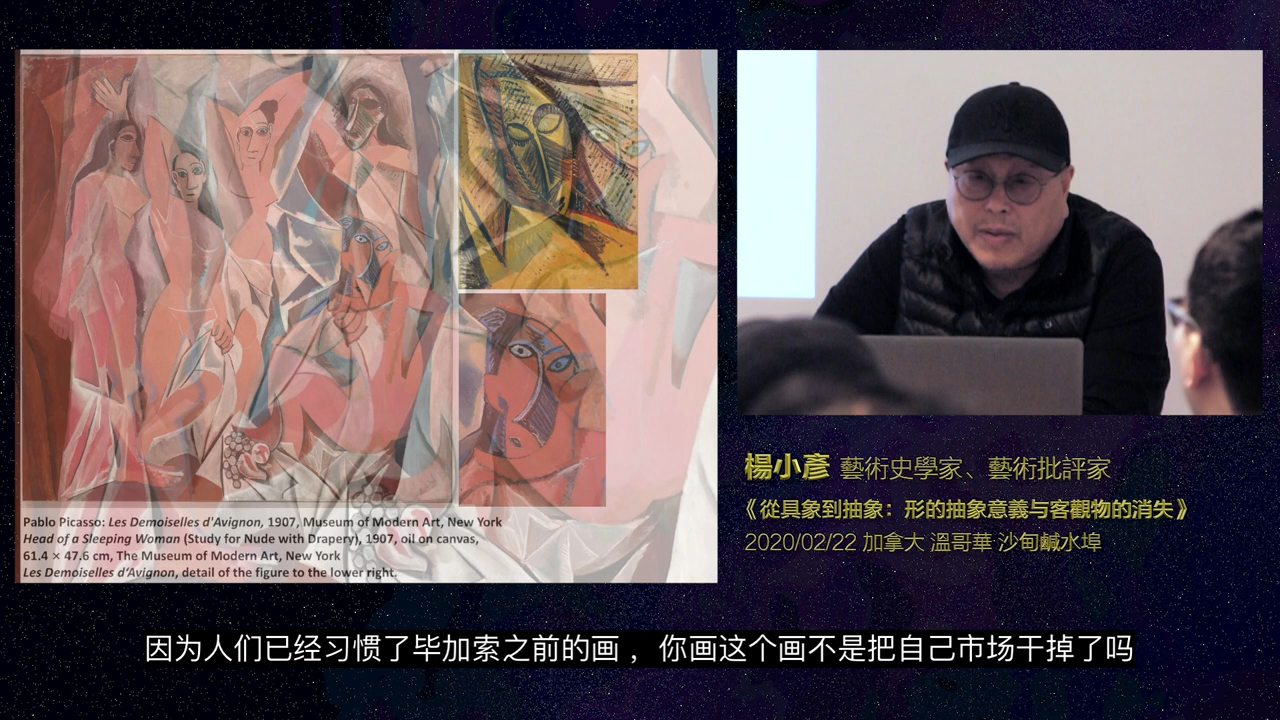 Pablo Picasso: Les Demoiselles d'Avignon, 1907, Museum of Modern Art, New York
Head of a Sleeping Woman (Study for Nude with Drapery), 1907, oil on canvas,
61.4 × 47.6 cm, The Museum of Modern Art, New York
Les Demoiselles d'Avignon, detail of the figure to the lower right.
楊小彥 藝術史學家、藝術批評家
《從具象到抽象：形的抽象意義与客觀物的消失》
2020/02/22 加拿大 溫哥華 沙甸鹹水埠
因为人们已经习惯了毕加索之前的画，你画这个画不是把自己市场干掉了吗